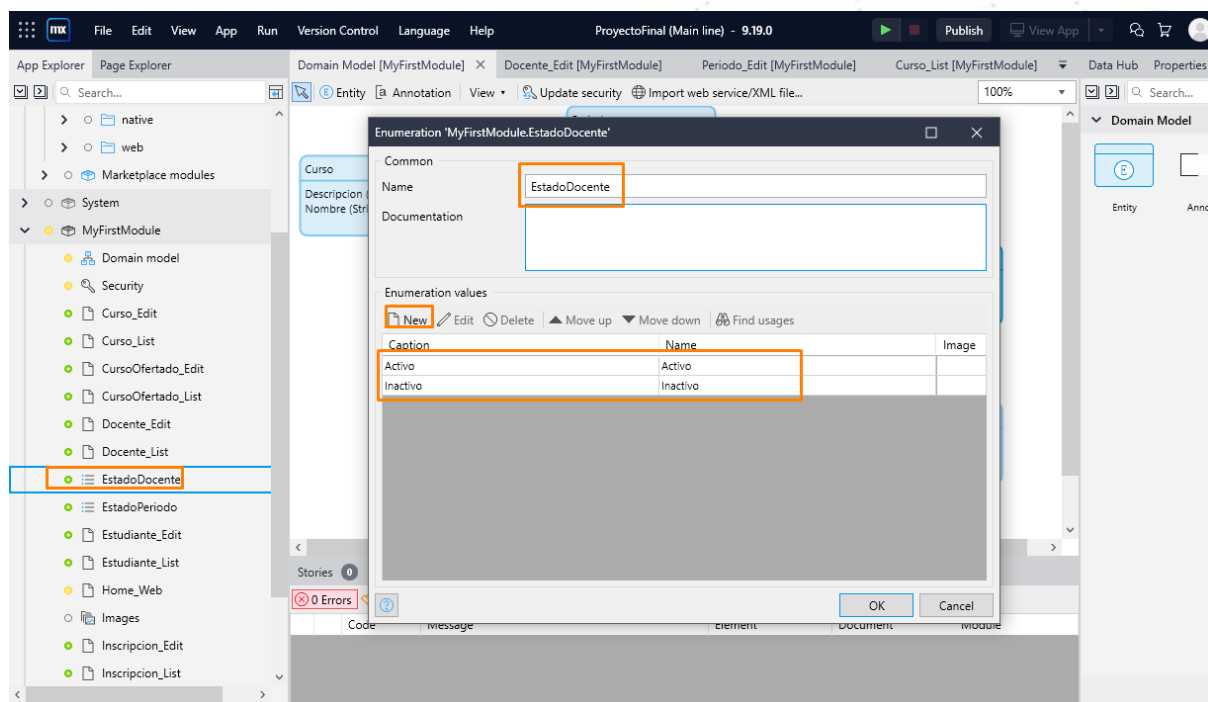 mx File Edit View App Run Version Control Language Help ProyectoFinal (Main line) - 9.19.0 Publish View App
App Explorer Page Explorer Domain Model [MyFirstModule] Docente_Edit [MyFirstModule] Periodo_Edit [MyFirstModule] Curso_List [MyFirstModule] Data Hub Properties
Search... Entity Annotation View Update security Import web service/XML file... 100% Search...
native
web
Marketplace modules
System
MyFirstModule
Domain model
Security
Curso_Edit
Curso_List
CursoOfertado_Edit
CursoOfertado_List
Docente_Edit
Docente_List
EstadoDocente
EstadoPeriodo
Estudiante_Edit
Estudiante_List
Home_Web
Images
Inscripcion_Edit
Inscripcion_List
Curso
Descripcion
Nombre (Stri
Enumeration 'MyFirstModule.EstadoDocente'
Common
Name EstadoDocente
Documentation
Enumeration values
New Edit Delete Move up Move down Find usages
Caption Name Image
Activo Activo
Inactivo Inactivo
OK Cancel
Stories 0
0 Errors
Code Message Element Document Module
Domain Model
E
Entity Anno